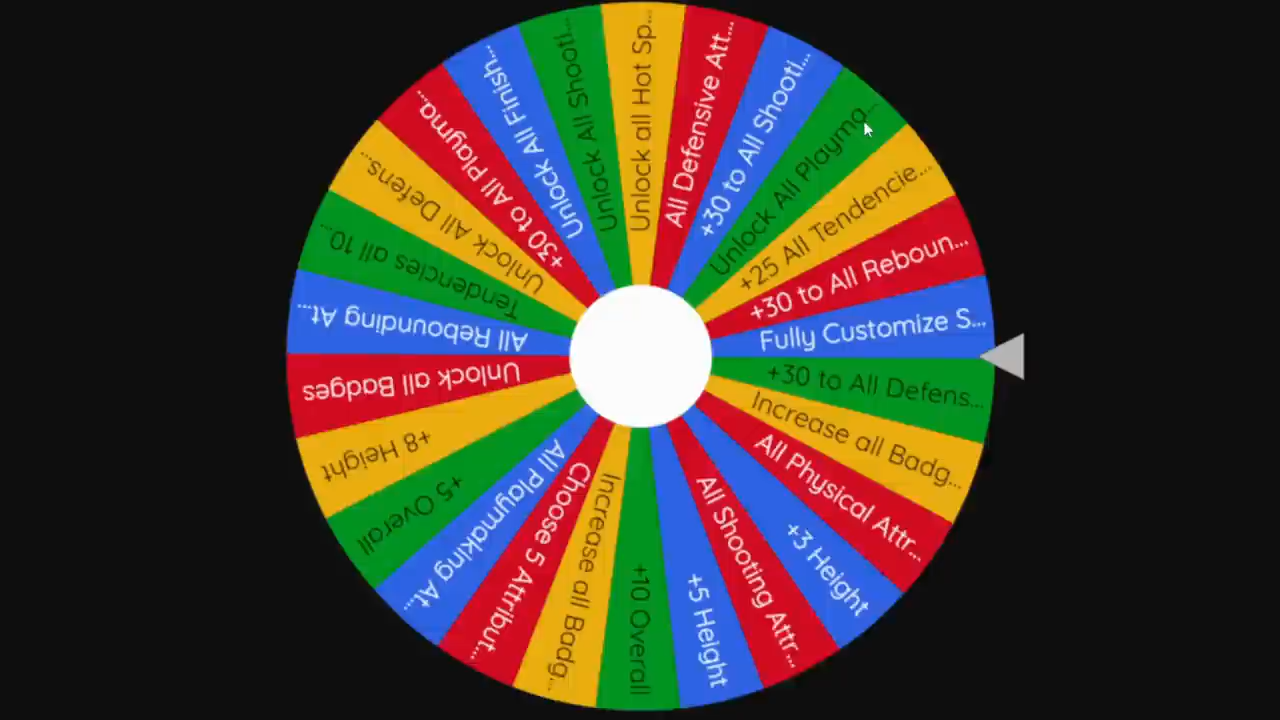 Unlock all Hot Sp...
All Defensive Att...
+30 to All Shooti...
Unlock All Playma...
+25 All Tendencie...
+30 to All Reboun...
Fully Customize S...
+30 to All Defens...
Increase all Badg...
All Physical Attr...
+3 Height
All Shooting Attr...
+5 Height
+10 Overall
Increase all Badg...
Choose 5 Attribut...
All Playmaking At...
+5 Overall
+8 Height
Unlock all Badges
All Rebounding At...
Tendencies all 10...
Unlock All Defens...
+30 to All Playma...
Unlock All Finish...
Unlock All Shooti...